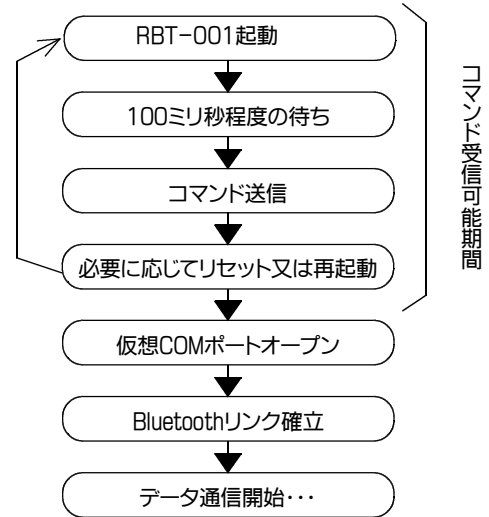 RBT-001起動
100ミリ秒程度の待ち
コマンド送信
必要に応じてリセット又は再起動
仮想COMポートオープン
Bluetoothリンク確立
データ通信開始・・・
コマンド受信可能期間